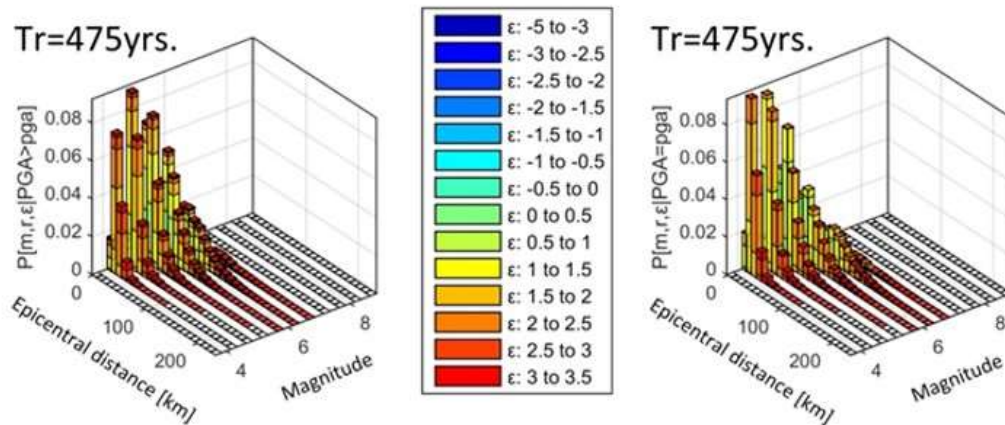 Tr=475yrs.
P[m,r,ε|PGA>pga]
0.08
0.06
0.04
0.02
0
0
100
200
Epicentral distance [km]
4
6
8
Magnitude
ε: -5 to -3
ε: -3 to -2.5
ε: -2.5 to -2
ε: -2 to -1.5
ε: -1.5 to -1
ε: -1 to -0.5
ε: -0.5 to 0
ε: 0 to 0.5
ε: 0.5 to 1
ε: 1 to 1.5
ε: 1.5 to 2
ε: 2 to 2.5
ε: 2.5 to 3
ε: 3 to 3.5
Tr=475yrs.
P[m,r,ε|PGA=pga]
0.08
0.06
0.04
0.02
0
0
100
200
Epicentral distance [km]
4
6
8
Magnitude